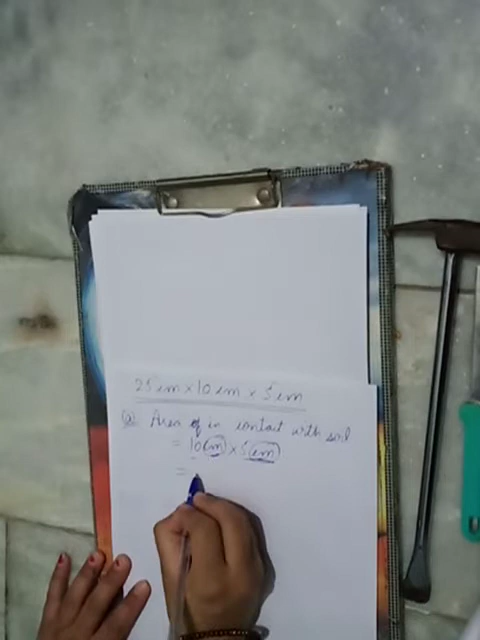 25 cm × 10 cm × 5 cm
(a) Area of in contact with soil
= 10 cm × 5 cm
=